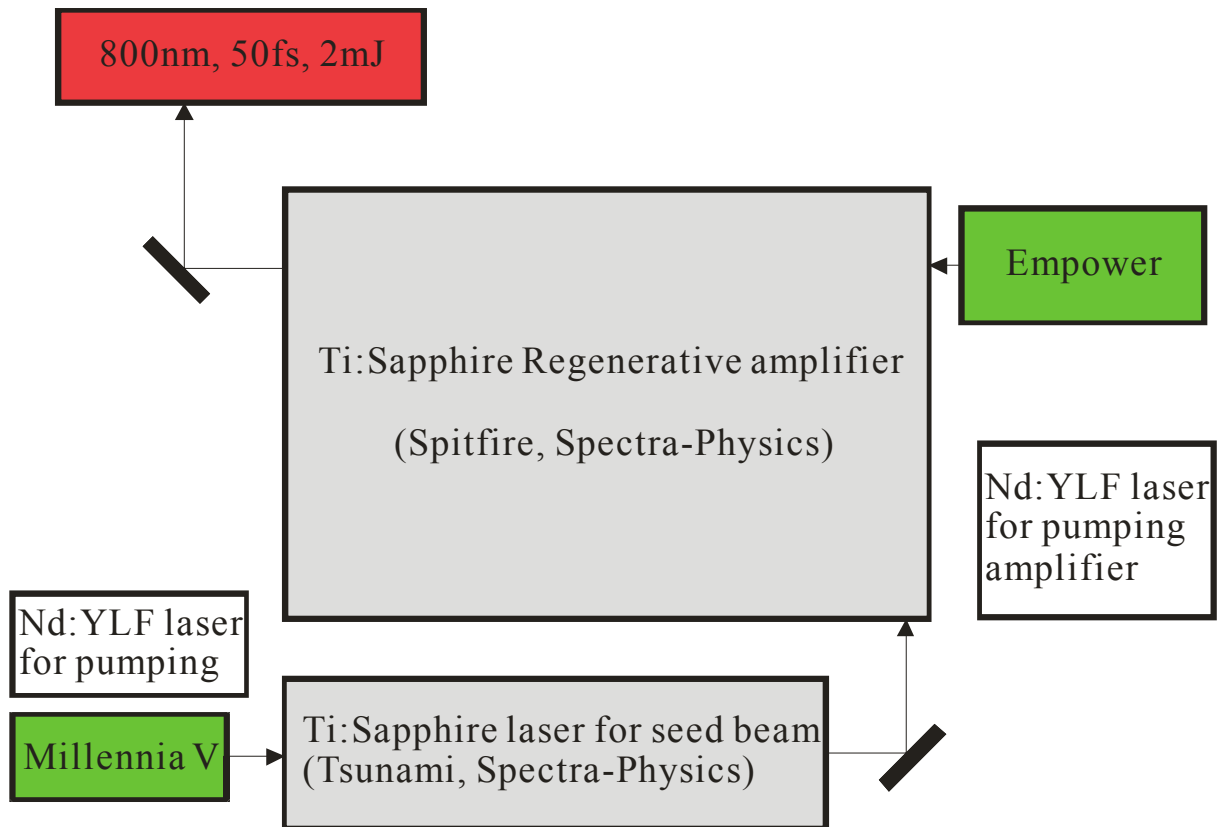 800nm, 50fs, 2mJ
Empower
Ti:Sapphire Regenerative amplifier
(Spitfire, Spectra-Physics)
Nd:YLF laser
for pumping
amplifier
Nd:YLF laser
for pumping
Millennia V
Ti:Sapphire laser for seed beam
(Tsunami, Spectra-Physics)